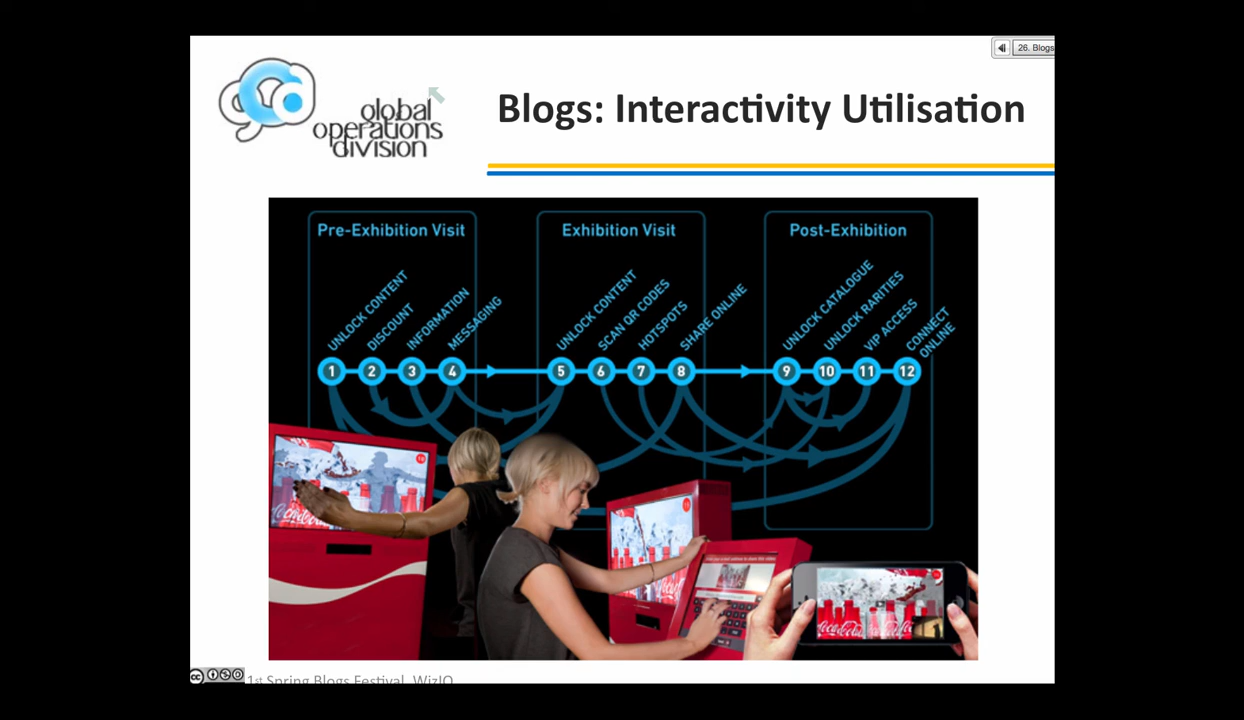 26. Blogs
global
operations
division
Blogs: Interactivity Utilisation
Pre-Exhibition Visit
Exhibition Visit
Post-Exhibition
UNLOCK CONTENT
DISCOUNT
INFORMATION
MESSAGING
UNLOCK CONTENT
SCAN QR CODES
HOTSPOTS
SHARE ONLINE
UNLOCK CATALOGUE
UNLOCK RARITIES
VIP ACCESS
CONNECT
ONLINE
1 2 3 4 5 6 7 8 9 10 11 12
cc
1st Spring Blogs Festival, WizIQ